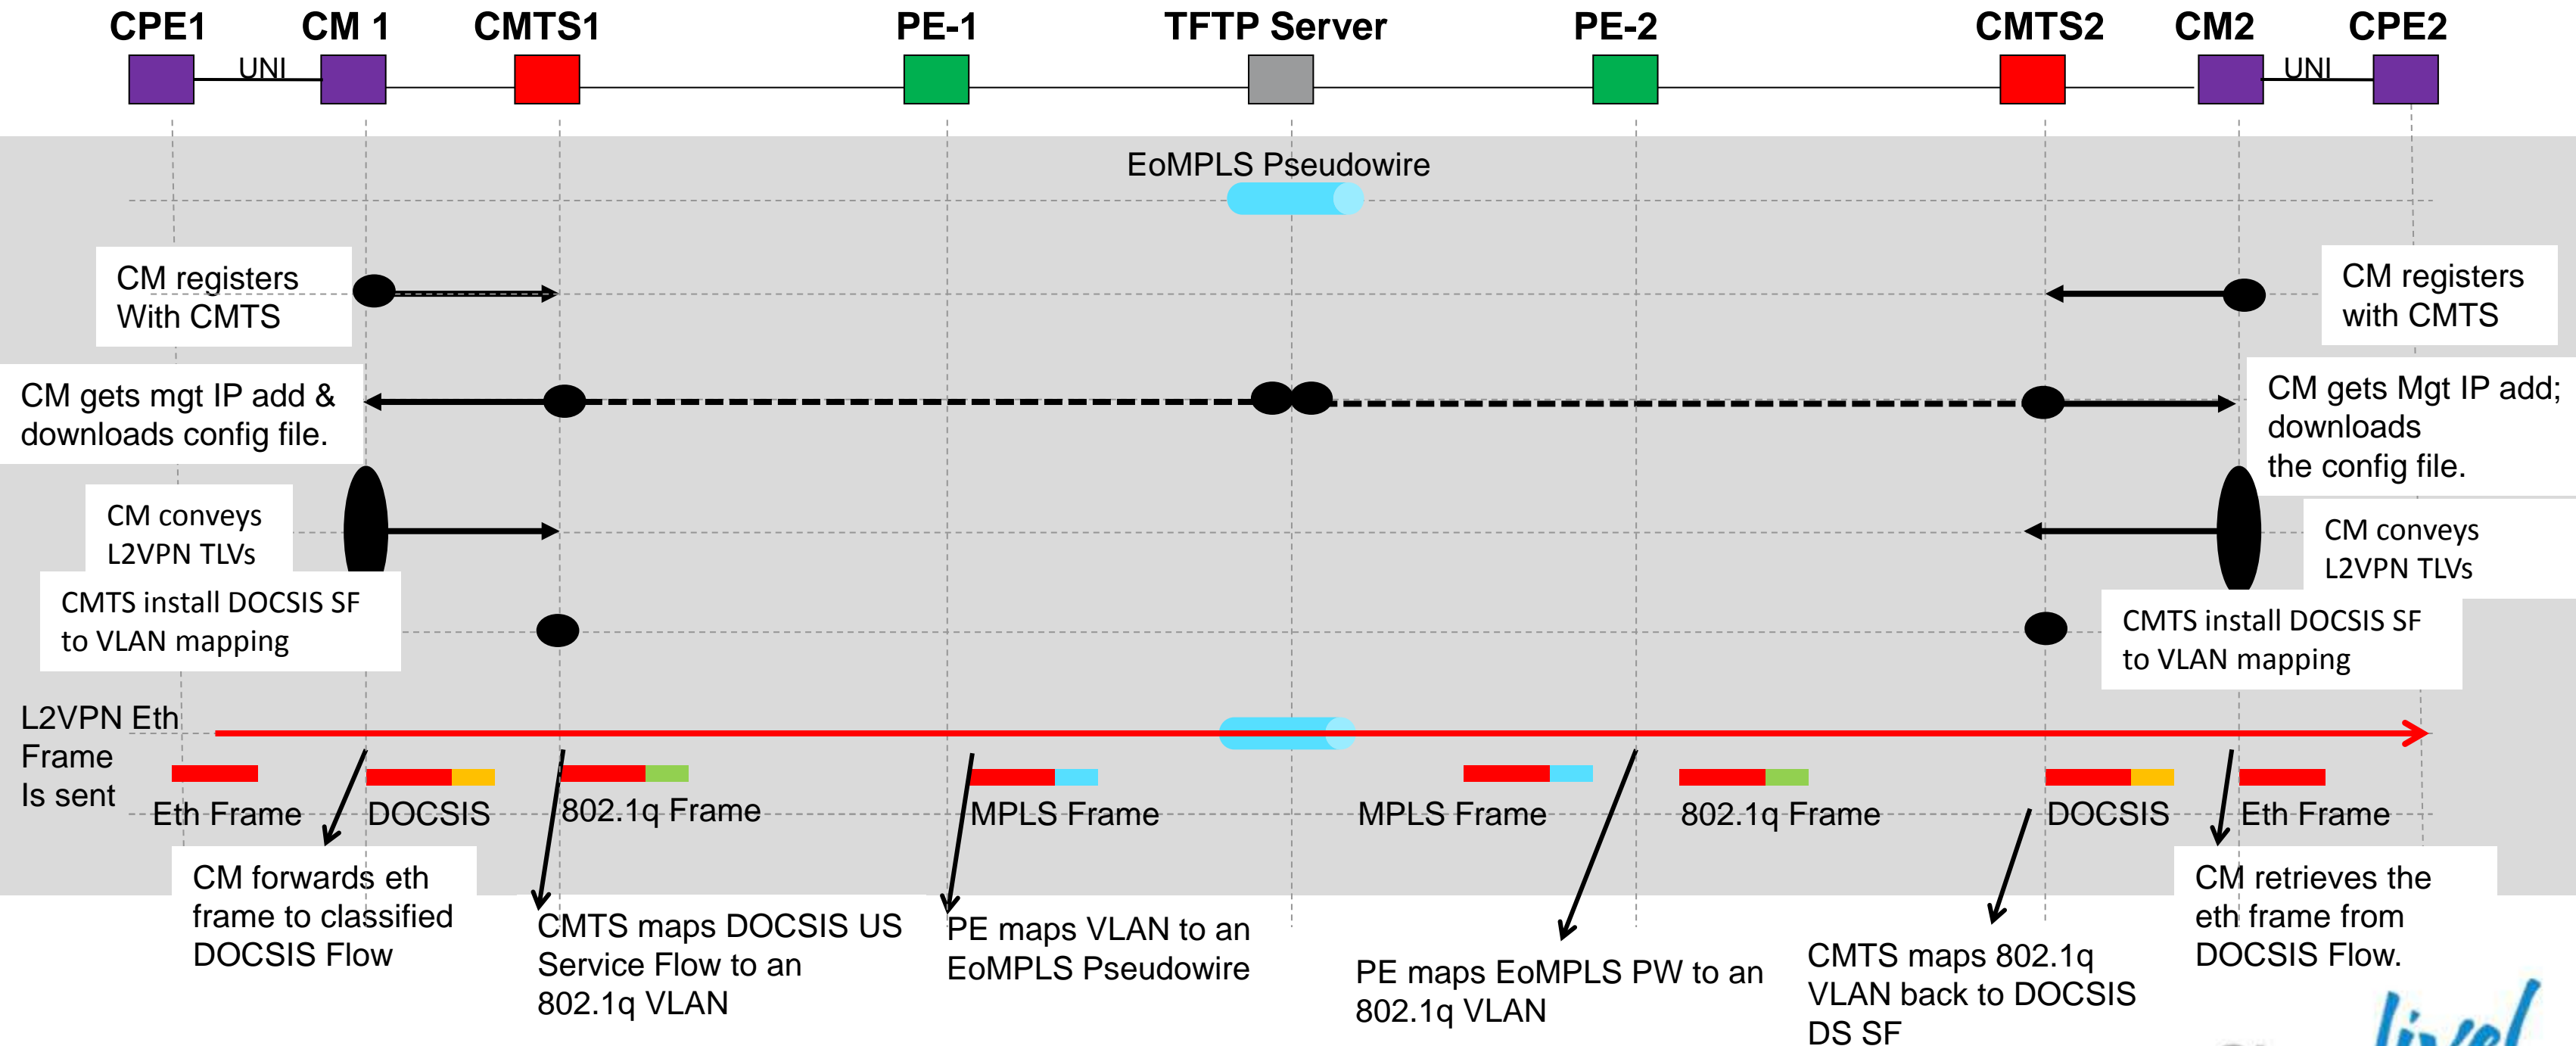 CPE1
CM 1
CMTS1
PE-1
TFTP Server
PE-2
CMTS2
CM2
CPE2
UNI
UNI
EoMPLS Pseudowire
CM registers
With CMTS
CM registers
with CMTS
CM gets mgt IP add &
downloads config file.
CM gets Mgt IP add;
downloads
the config file.
CM conveys
L2VPN TLVs
CM conveys
L2VPN TLVs
CMTS install DOCSIS SF
to VLAN mapping
CMTS install DOCSIS SF
to VLAN mapping
L2VPN Eth
Frame
Is sent
Eth Frame
DOCSIS
802.1q Frame
MPLS Frame
MPLS Frame
802.1q Frame
DOCSIS
Eth Frame
CM forwards eth
frame to classified
DOCSIS Flow
CMTS maps DOCSIS US
Service Flow to an
802.1q VLAN
PE maps VLAN to an
EoMPLS Pseudowire
PE maps EoMPLS PW to an
802.1q VLAN
CMTS maps 802.1q
VLAN back to DOCSIS
DS SF
CM retrieves the
eth frame from
DOCSIS Flow.
live!